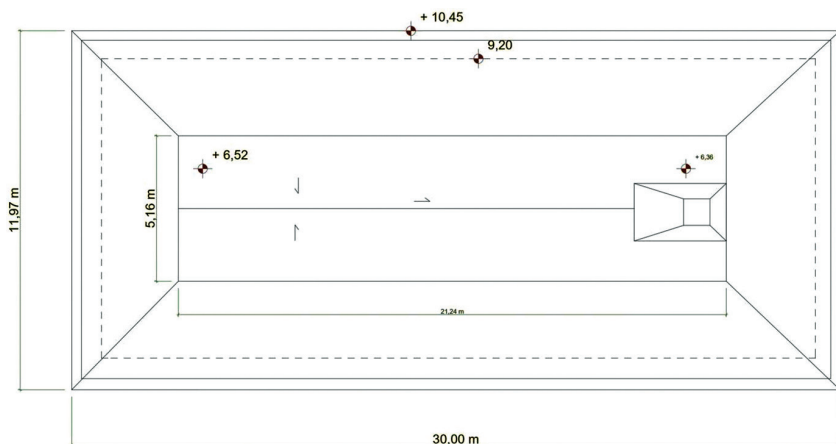 + 10,45
9,20
+ 6,52
+ 6,36
11,97 m
5,16 m
21,24 m
30,00 m